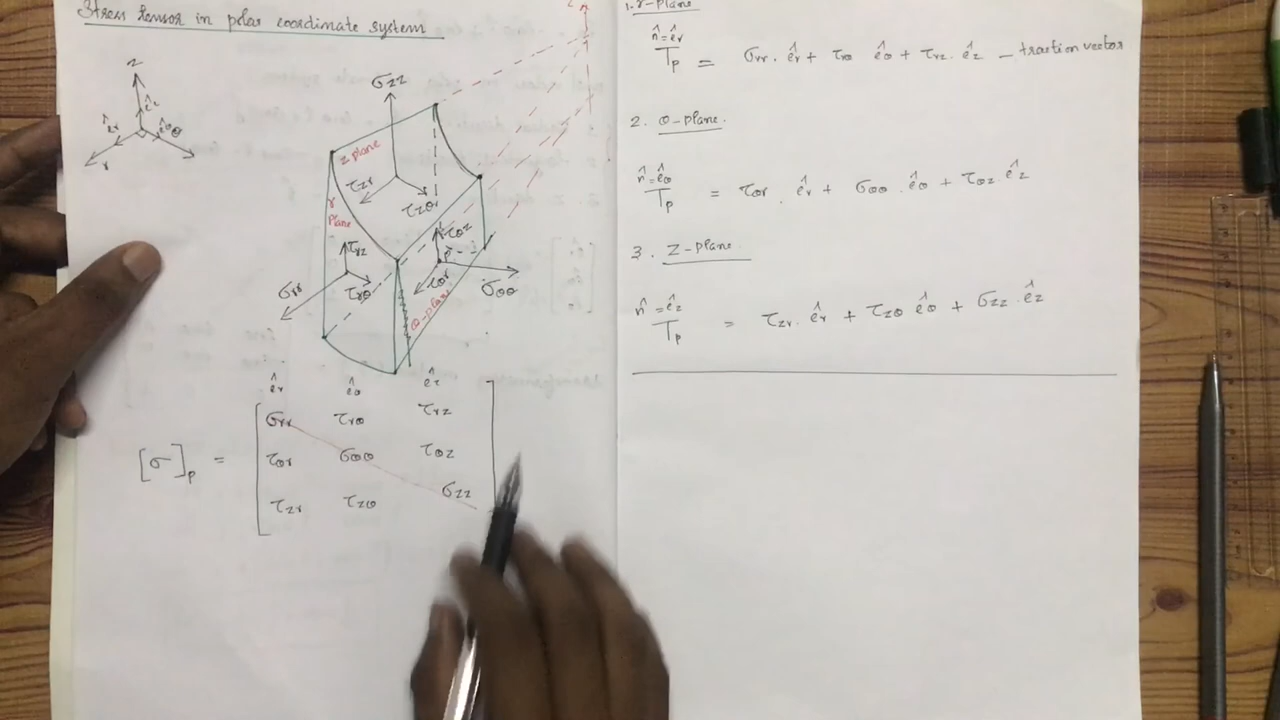 Stress tensor in polar coordinate system
z
êz
êr
êθ
θ
r
σzz
z plane
τzr
τzθ
r plane
τrz
τrθ
σrr
τθz
P
τθr
σθθ
θ-plane
êr êθ êz
[σ]p =
σrr τrθ τrz
τθr σθθ τθz
τzr τzθ σzz
1. r-plane
n̂=êr
Tp = σrr. êr + τrθ êθ + τrz. êz – traction vector
2. θ-plane.
n̂=êθ
Tp = τθr. êr + σθθ. êθ + τθz. êz
3. Z-plane.
n̂=êz
Tp = τzr. êr + τzθ êθ + σzz. êz